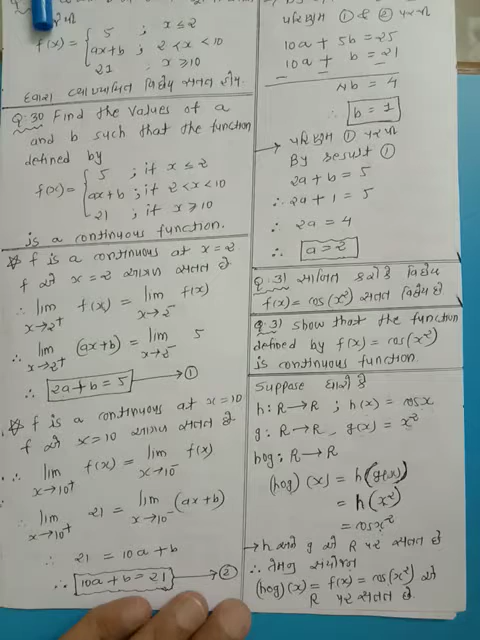 f(x) = { 5 ; x ≤ 2
ax+b ; 2 < x < 10
21 ; x ≥ 10
દ્વારા વ્યાખ્યાયિત વિધેય સતત હોય.
Q: 30 Find the values of a
and b such that the function
defined by
f(x) = { 5 ; if x ≤ 2
ax+b ; if 2 < x < 10
21 ; if x ≥ 10
is a continuous function.
f is a continuous at x = 2
f એ x = 2 આગળ સતત છે
∴ lim x→2⁺ f(x) = lim x→2⁻ f(x)
∴ lim x→2⁺ (ax+b) = lim x→2⁻ 5
∴ 2a+b = 5 → ①
f is a continuous at x = 10
f એ x = 10 આગળ સતત છે
∴ lim x→10⁺ f(x) = lim x→10⁻ f(x)
∴ lim x→10⁺ 21 = lim x→10⁻ (ax+b)
∴ 21 = 10a + b
∴ 10a+b = 21 → ②
પરિણામ ① & ② પરથી
10a + 5b = 25
10a + b = 21
− − −
4b = 4
∴ b = 1
→ પરિણામ ① પરથી
By result ①
2a + b = 5
∴ 2a + 1 = 5
∴ 2a = 4
∴ a = 2
Q: 31 સાબિત કરો કે વિધેય
f(x) = cos(x²) સતત વિધેય છે
Q: 31 show that the function
defined by f(x) = cos(x²)
is continuous function.
suppose ધારો કે
h: R → R ; h(x) = cosx
g: R → R, g(x) = x²
hog: R → R
(hog)(x) = h(g(x))
= h(x²)
= cosx²
→ h અને g એ R પર સતત છે
∴ તેમનુ સંયોજન
(hog)(x) = f(x) = cos(x²) એ
R પર સતત છે.